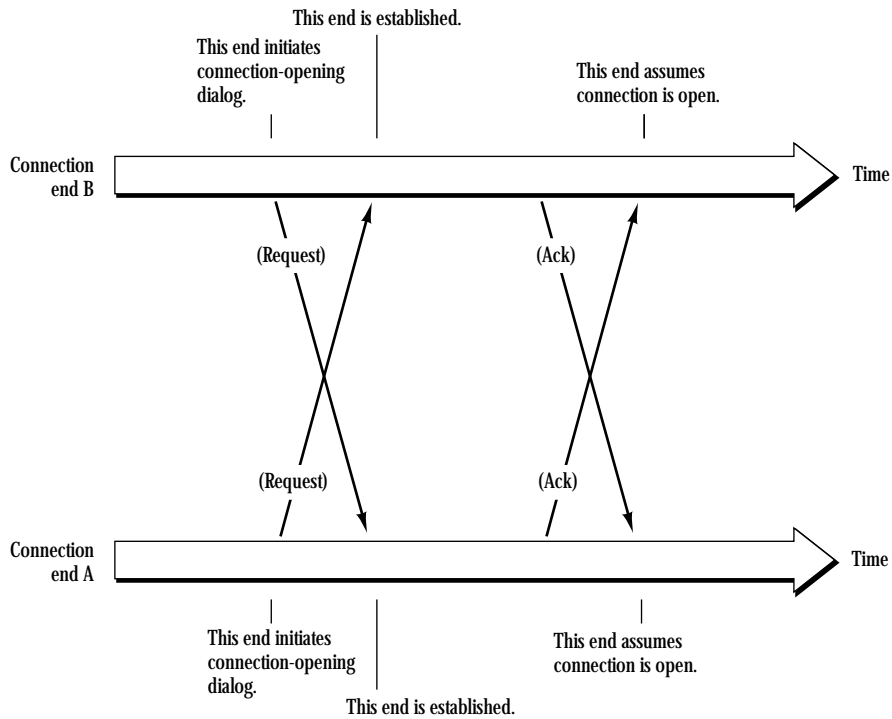 This end is established.
This end initiates
connection-opening
dialog.
This end assumes
connection is open.
Connection
end B
Time
(Request)
(Ack)
(Request)
(Ack)
Connection
end A
Time
This end initiates
connection-opening
dialog.
This end assumes
connection is open.
This end is established.